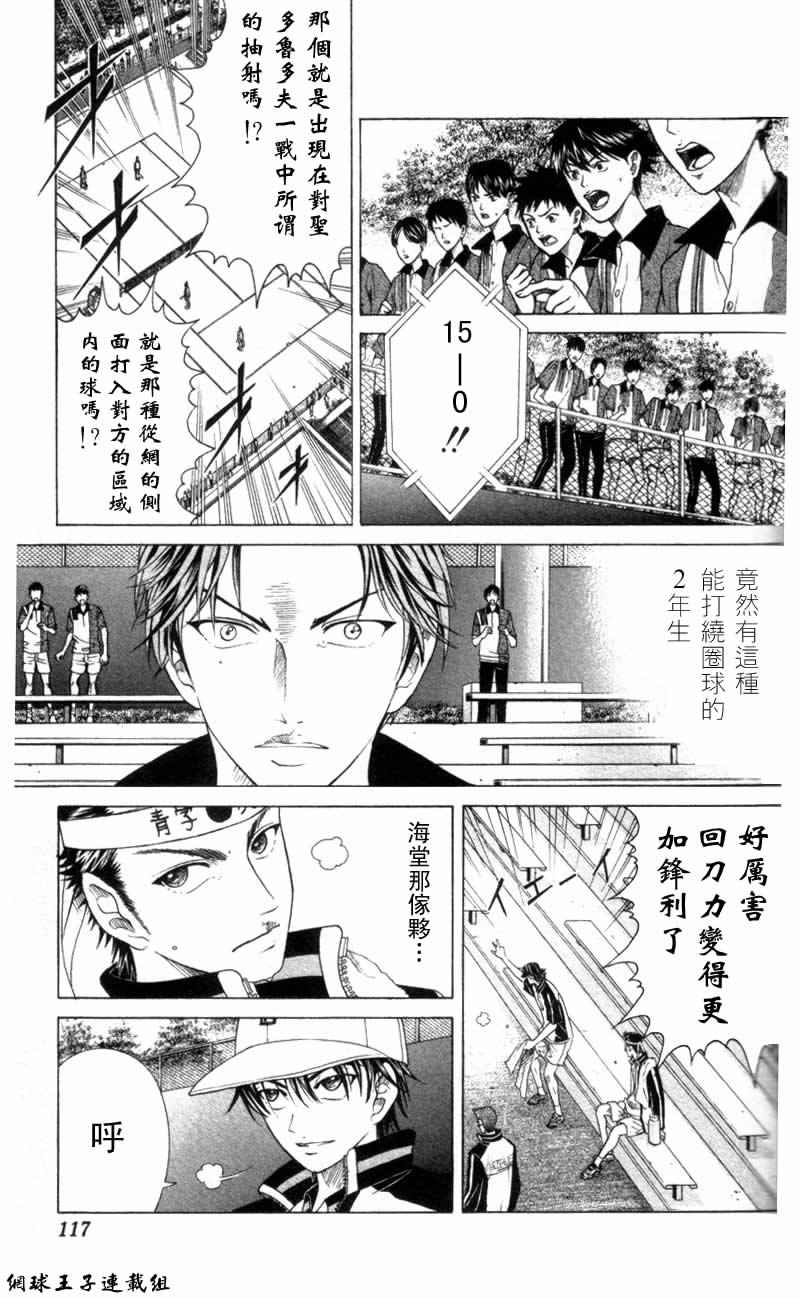 15
—
0
!!
那個就是出現在對聖
多魯多夫一戰中所谓
的抽射嗎!?
就是那種從網的側
面打入對方的區域
内的球嗎!?
竟然有這種
能打繞圈球的
2年生
好厲害
回刀力變得更
加鋒利了
イエーイ
青学
海堂那傢夥…
呼
117
網球王子連載組